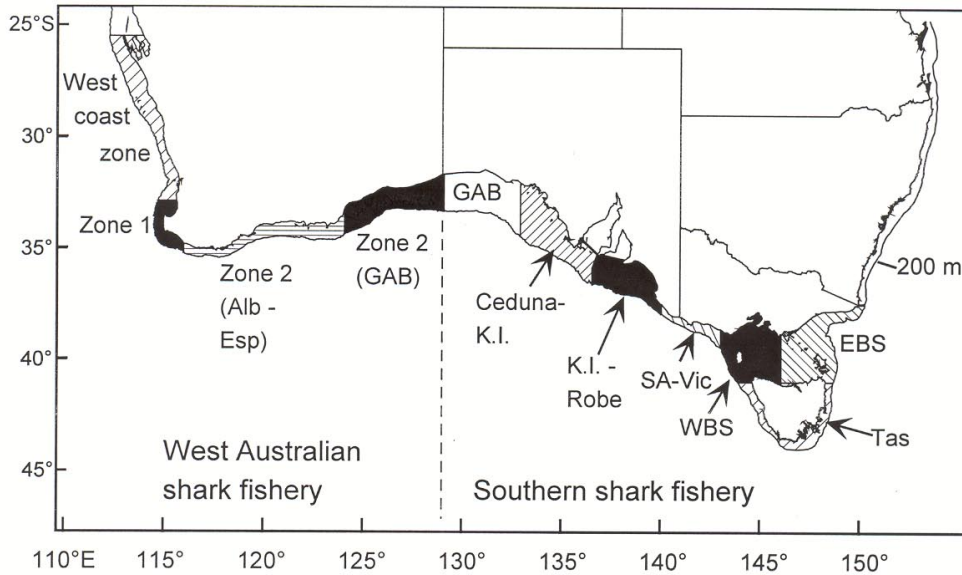 25°S
30°
35°
40°
45°
110°E
115°
120°
125°
130°
135°
140°
145°
150°
West
coast
zone
Zone 1
Zone 2
(Alb -
Esp)
Zone 2
(GAB)
GAB
Ceduna-
K.I.
K.I. -
Robe
SA-Vic
WBS
EBS
Tas
200 m
West Australian
shark fishery
Southern shark fishery